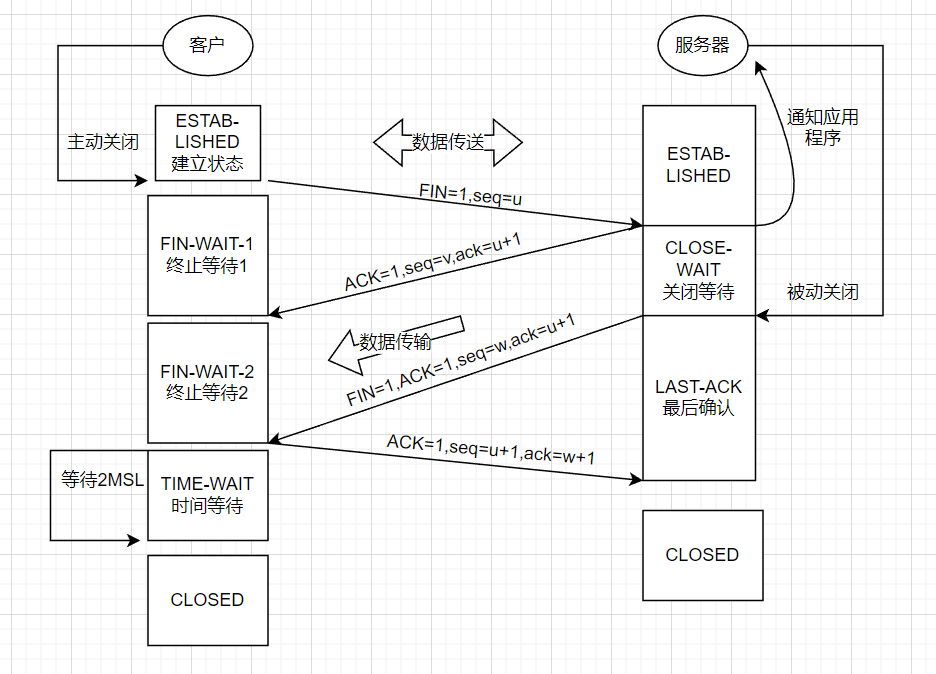 客户
服务器
主动关闭
ESTAB-
LISHED
建立状态
数据传送
ESTAB-
LISHED
通知应用
程序
FIN=1,seq=u
FIN-WAIT-1
终止等待1
ACK=1,seq=v,ack=u+1
CLOSE-
WAIT
关闭等待
被动关闭
数据传输
FIN-WAIT-2
终止等待2
FIN=1,ACK=1,seq=w,ack=u+1
LAST-ACK
最后确认
ACK=1,seq=u+1,ack=w+1
等待2MSL
TIME-WAIT
时间等待
CLOSED
CLOSED